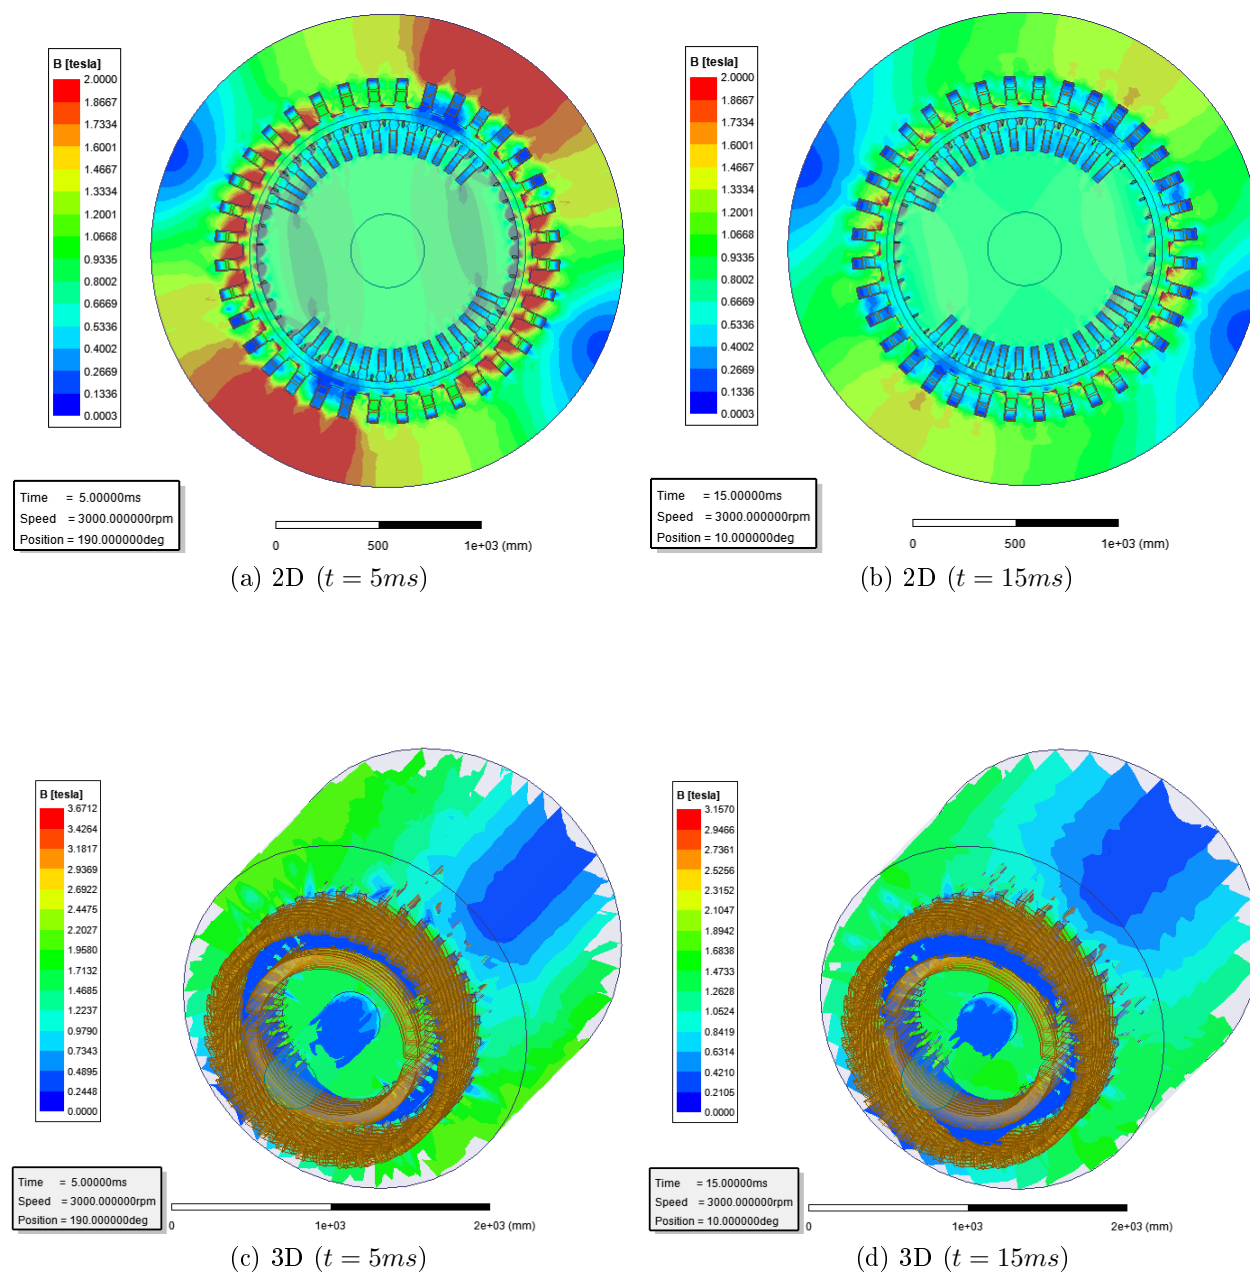 B [tesla]
2.0000
1.8667
1.7334
1.6001
1.4667
1.3334
1.2001
1.0668
0.9335
0.8002
0.6669
0.5336
0.4002
0.2669
0.1336
0.0003
Time = 5.00000ms
Speed = 3000.000000rpm
Position = 190.000000deg
0 500 1e+03 (mm)
(a) 2D (t = 5ms)
B [tesla]
2.0000
1.8667
1.7334
1.6001
1.4667
1.3334
1.2001
1.0668
0.9335
0.8002
0.6669
0.5336
0.4002
0.2669
0.1336
0.0003
Time = 15.00000ms
Speed = 3000.000000rpm
Position = 10.000000deg
0 500 1e+03 (mm)
(b) 2D (t = 15ms)
B [tesla]
3.6712
3.4264
3.1817
2.9369
2.6922
2.4475
2.2027
1.9580
1.7132
1.4685
1.2237
0.9790
0.7343
0.4895
0.2448
0.0000
Time = 5.00000ms
Speed = 3000.000000rpm
Position = 190.000000deg
0 1e+03 2e+03 (mm)
(c) 3D (t = 5ms)
B [tesla]
3.1570
2.9466
2.7361
2.5256
2.3152
2.1047
1.8942
1.6838
1.4733
1.2628
1.0524
0.8419
0.6314
0.4210
0.2105
0.0000
Time = 15.00000ms
Speed = 3000.000000rpm
Position = 10.000000deg
0 1e+03 2e+03 (mm)
(d) 3D (t = 15ms)